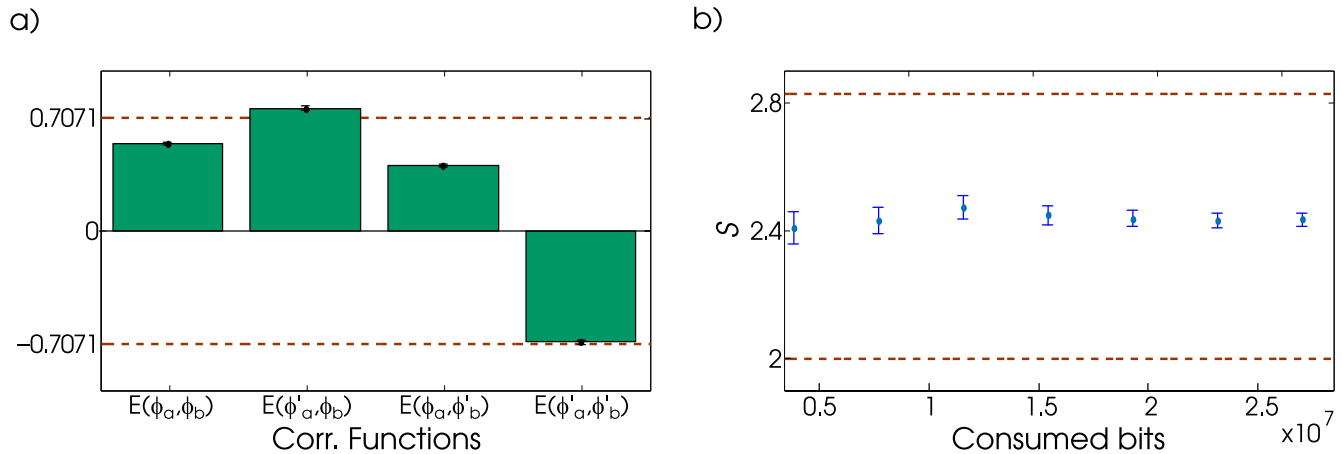 a)
0.7071
0
−0.7071
E(ϕa,ϕb)
E(ϕ'a,ϕb)
E(ϕa,ϕ'b)
E(ϕ'a,ϕ'b)
Corr. Functions
b)
S
2.8
2.4
2
0.5
1
1.5
2
2.5
x10^7
Consumed bits